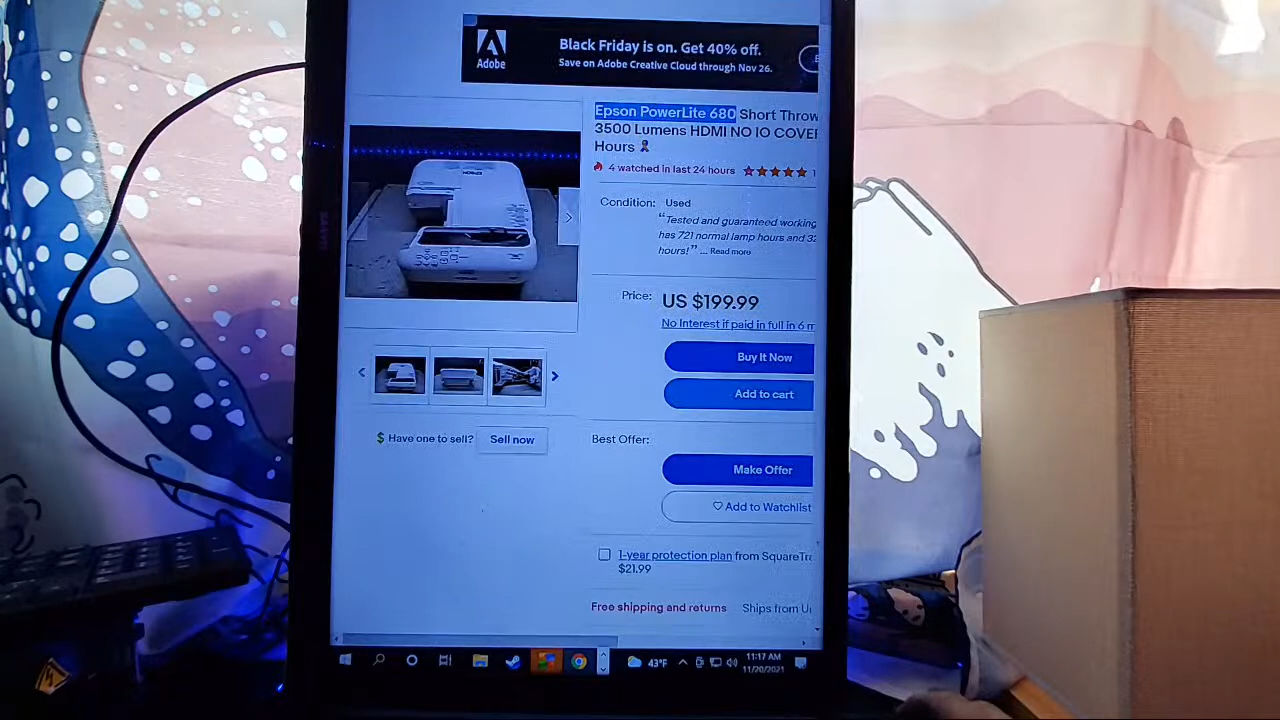 Adobe
Black Friday is on. Get 40% off.
Save on Adobe Creative Cloud through Nov 26.
Epson PowerLite 680 Short Throw
3500 Lumens HDMI NO IO COVE
Hours
4 watched in last 24 hours
Condition: Used
“Tested and guaranteed working
has 721 normal lamp hours and 32
hours!” ... Read more
Price: US $199.99
No Interest if paid in full in 6 m
Buy It Now
Add to cart
$ Have one to sell? Sell now
Best Offer:
Make Offer
Add to Watchlist
1-year protection plan from SquareTr
$21.99
Free shipping and returns Ships from U
43°F
11:17 AM
11/20/2021
SANYO